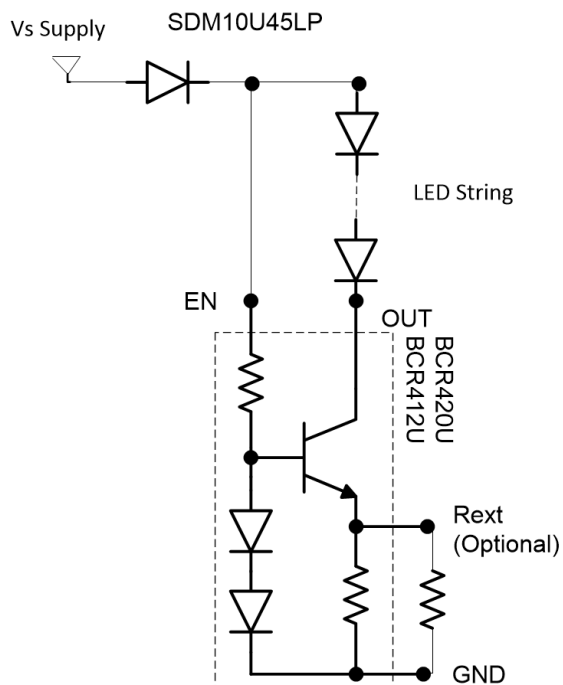 Vs Supply
SDM10U45LP
LED String
EN
OUT
BCR420U
BCR412U
Rext
(Optional)
GND